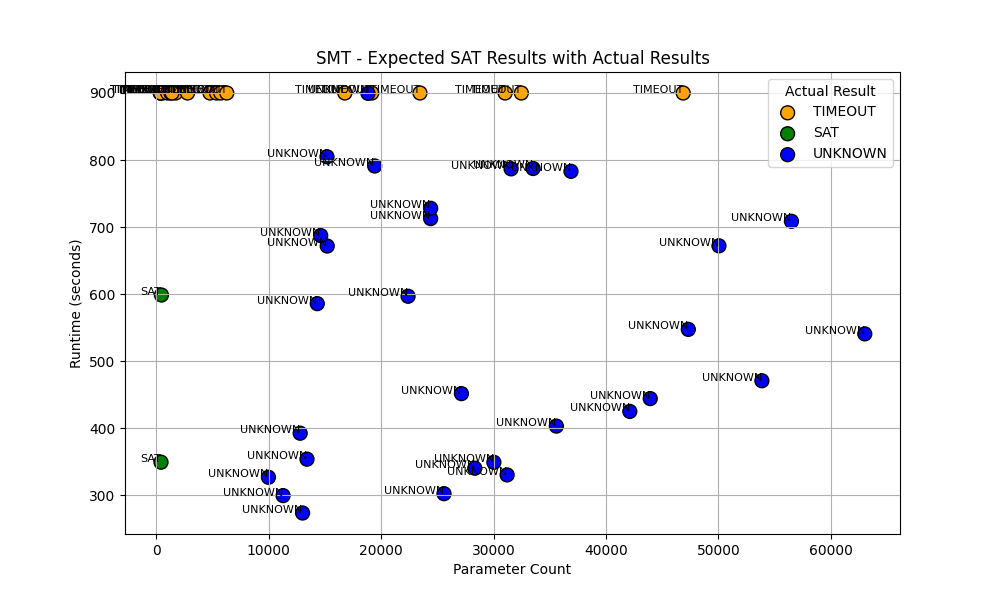 SMT - Expected SAT Results with Actual Results
Runtime (seconds)
900
800
700
600
500
400
300
TIMEOUT
TIMEOUT
TIMEOUT
TIMEOUT
UNKNOWN
UNKNOWN
UNKNOWN
UNKNOWN
UNKNOWN
UNKNOWN
UNKNOWN
UNKNOWN
UNKNOWN
UNKNOWN
UNKNOWN
UNKNOWN
SAT
UNKNOWN
UNKNOWN
UNKNOWN
UNKNOWN
UNKNOWN
UNKNOWN
UNKNOWN
UNKNOWN
UNKNOWN
UNKNOWN
UNKNOWN
SAT
UNKNOWN
UNKNOWN
UNKNOWN
UNKNOWN
UNKNOWN
UNKNOWN
UNKNOWN
UNKNOWN
Actual Result
TIMEOUT
SAT
UNKNOWN
0
10000
20000
30000
40000
50000
60000
Parameter Count